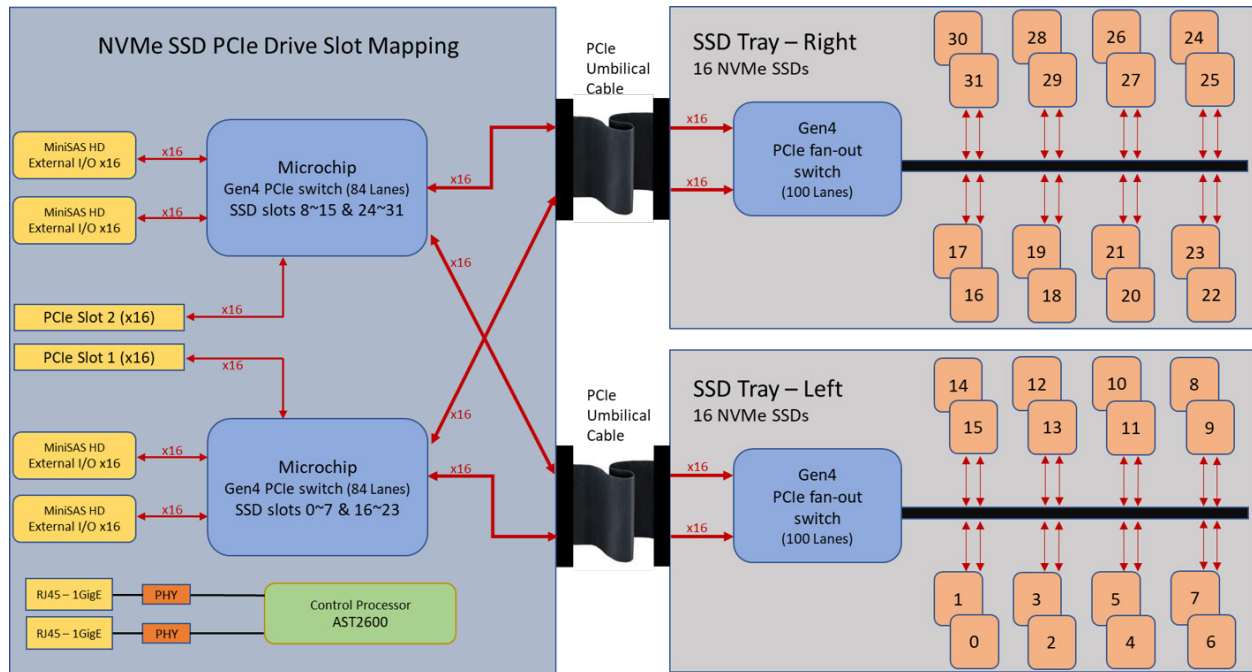 NVMe SSD PCIe Drive Slot Mapping
MiniSAS HD
External I/O x16
x16
MiniSAS HD
External I/O x16
x16
Microchip
Gen4 PCIe switch (84 Lanes)
SSD slots 8~15 & 24~31
x16
x16
PCIe Slot 2 (x16)
x16
PCIe Slot 1 (x16)
x16
x16
x16
MiniSAS HD
External I/O x16
x16
MiniSAS HD
External I/O x16
x16
Microchip
Gen4 PCIe switch (84 Lanes)
SSD slots 0~7 & 16~23
RJ45 – 1GigE
PHY
RJ45 – 1GigE
PHY
Control Processor
AST2600
PCIe
Umbilical
Cable
SSD Tray – Right
16 NVMe SSDs
x16
x16
Gen4
PCIe fan-out
switch
(100 Lanes)
30
31
28
29
26
27
24
25
17
16
19
18
21
20
23
22
PCIe
Umbilical
Cable
SSD Tray – Left
16 NVMe SSDs
x16
x16
Gen4
PCIe fan-out
switch
(100 Lanes)
14
15
12
13
10
11
8
9
1
0
3
2
5
4
7
6